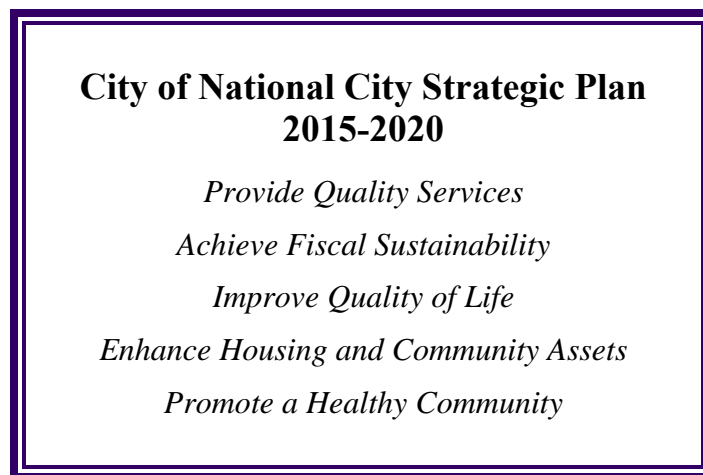 City of National City Strategic Plan
2015-2020
Provide Quality Services
Achieve Fiscal Sustainability
Improve Quality of Life
Enhance Housing and Community Assets
Promote a Healthy Community